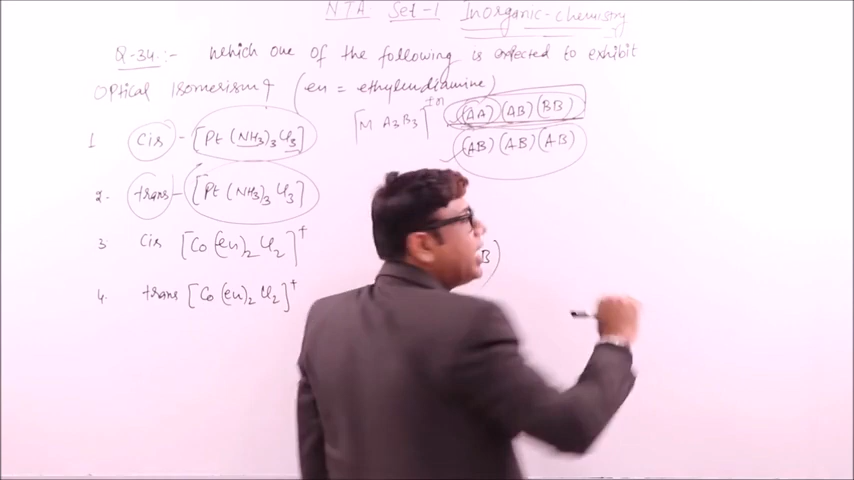 NTA Set-1 Inorganic-chemistry
Q-34:- which one of the following is expected to exhibit
Optical Isomerism? (en = ethylendiamine)
[M A3B3]±n (AA) (AB) (BB)
(AB) (AB) (AB)
1 cis - [Pt (NH3)3 Cl3]
2. trans - [Pt (NH3)3 Cl3]
3. cis [Co (en)2 Cl2]+
B)
4. trans [Co (en)2 Cl2]+